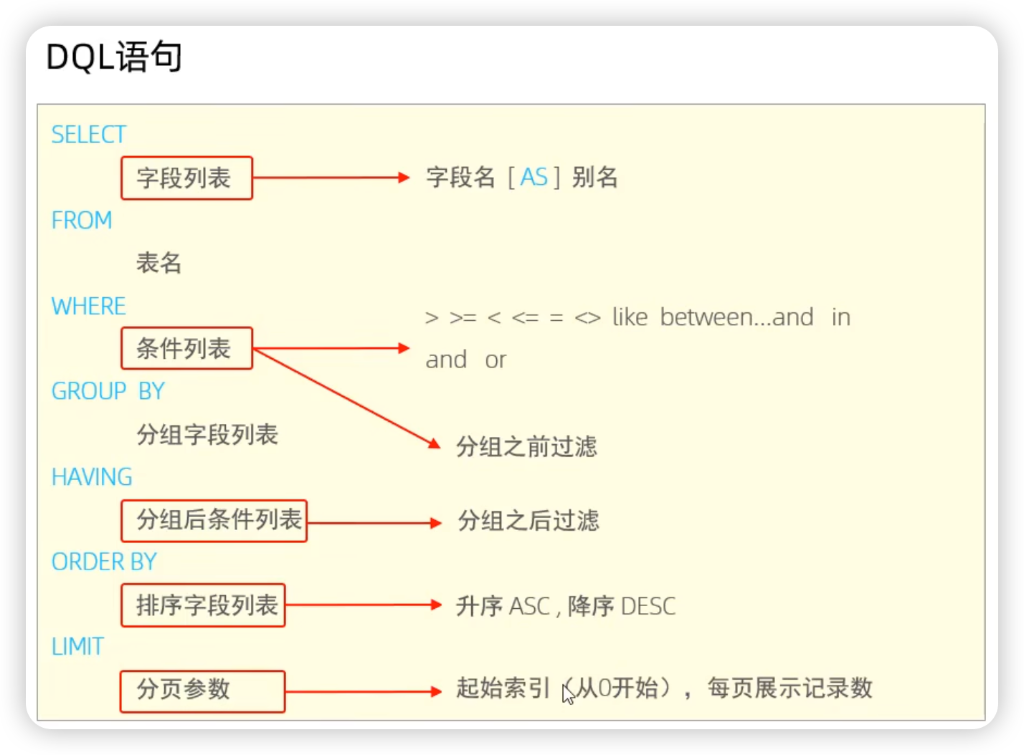 DQL语句
SELECT
字段列表 字段名 [ AS ] 别名
FROM
表名
WHERE
> >= < <= = <> like between...and in
条件列表
and or
GROUP BY
分组字段列表
分组之前过滤
HAVING
分组后条件列表 分组之后过滤
ORDER BY
排序字段列表 升序 ASC , 降序 DESC
LIMIT
分页参数 起始索引（从0开始），每页展示记录数